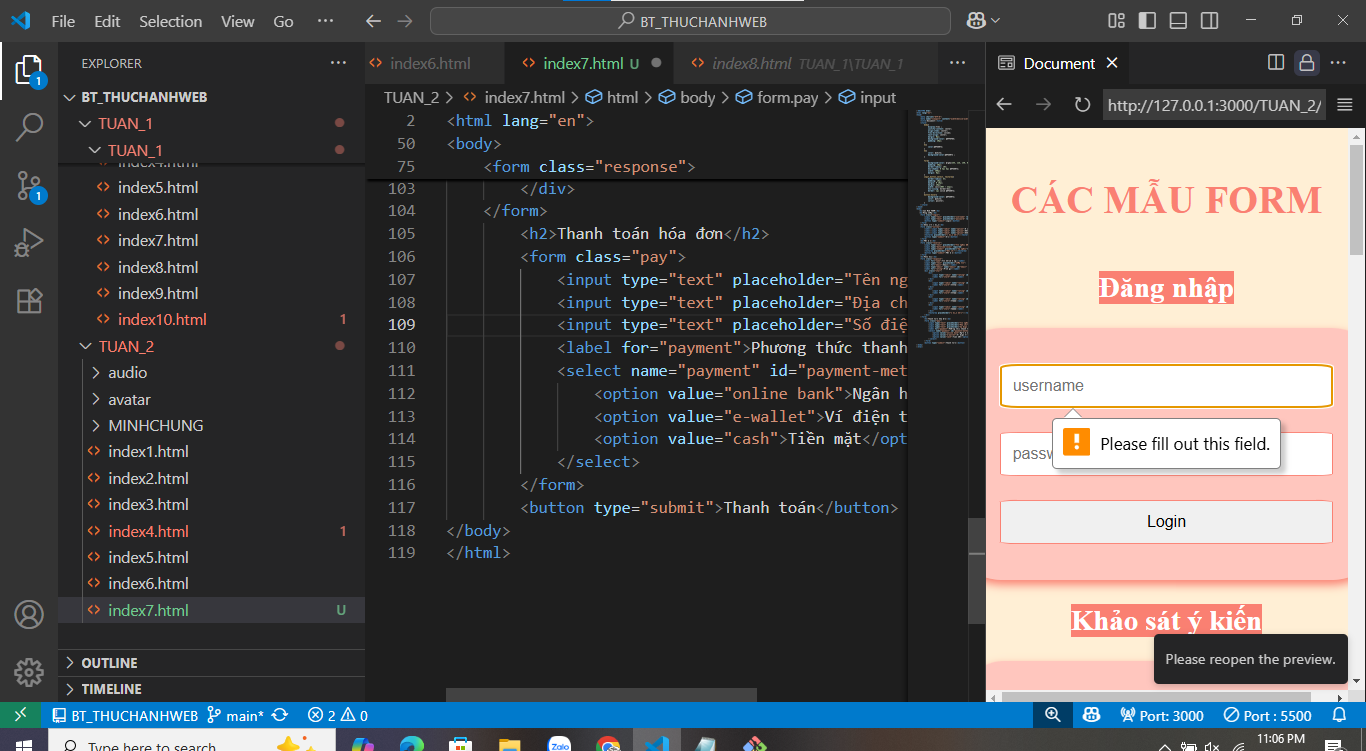 File Edit Selection View Go ··· BT_THUCHANHWEB
EXPLORER ···
BT_THUCHANHWEB
TUAN_1
TUAN_1
index4.html
index5.html
index6.html
index7.html
index8.html
index9.html
index10.html 1
TUAN_2
audio
avatar
MINHCHUNG
index1.html
index2.html
index3.html
index4.html 1
index5.html
index6.html
index7.html U
OUTLINE
TIMELINE
1
1
index6.html index7.html U index8.html TUAN_1\TUAN_1 ···
TUAN_2 > index7.html > html > body > form.pay > input
2 <html lang="en">
50 <body>
75 <form class="response">
103 </div>
104 </form>
105 <h2>Thanh toán hóa đơn</h2>
106 <form class="pay">
107 <input type="text" placeholder="Tên ng
108 <input type="text" placeholder="Địa ch
109 <input type="text" placeholder="Số điệ
110 <label for="payment">Phương thức thanh
111 <select name="payment" id="payment-met
112 <option value="online bank">Ngân h
113 <option value="e-wallet">Ví điện t
114 <option value="cash">Tiền mặt</opt
115 </select>
116 </form>
117 <button type="submit">Thanh toán</button>
118 </body>
119 </html>
Document
http://127.0.0.1:3000/TUAN_2/
CÁC MẪU FORM
Đăng nhập
username
passw
Please fill out this field.
Login
Khảo sát ý kiến
Please reopen the preview.
BT_THUCHANHWEB main* 2 0 Port: 3000 Port : 5500
Type here to search Zalo 11:06 PM